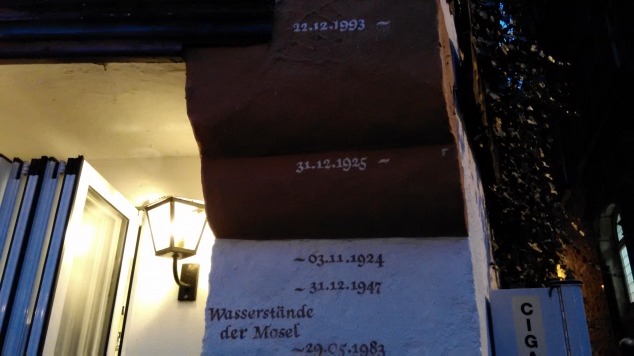 22.12.1993 ~
31.12.1925 ~
~ 03.11.1924
~ 31.12.1947
Wasserstände
der Mosel
~ 29.05.1983
CIGA